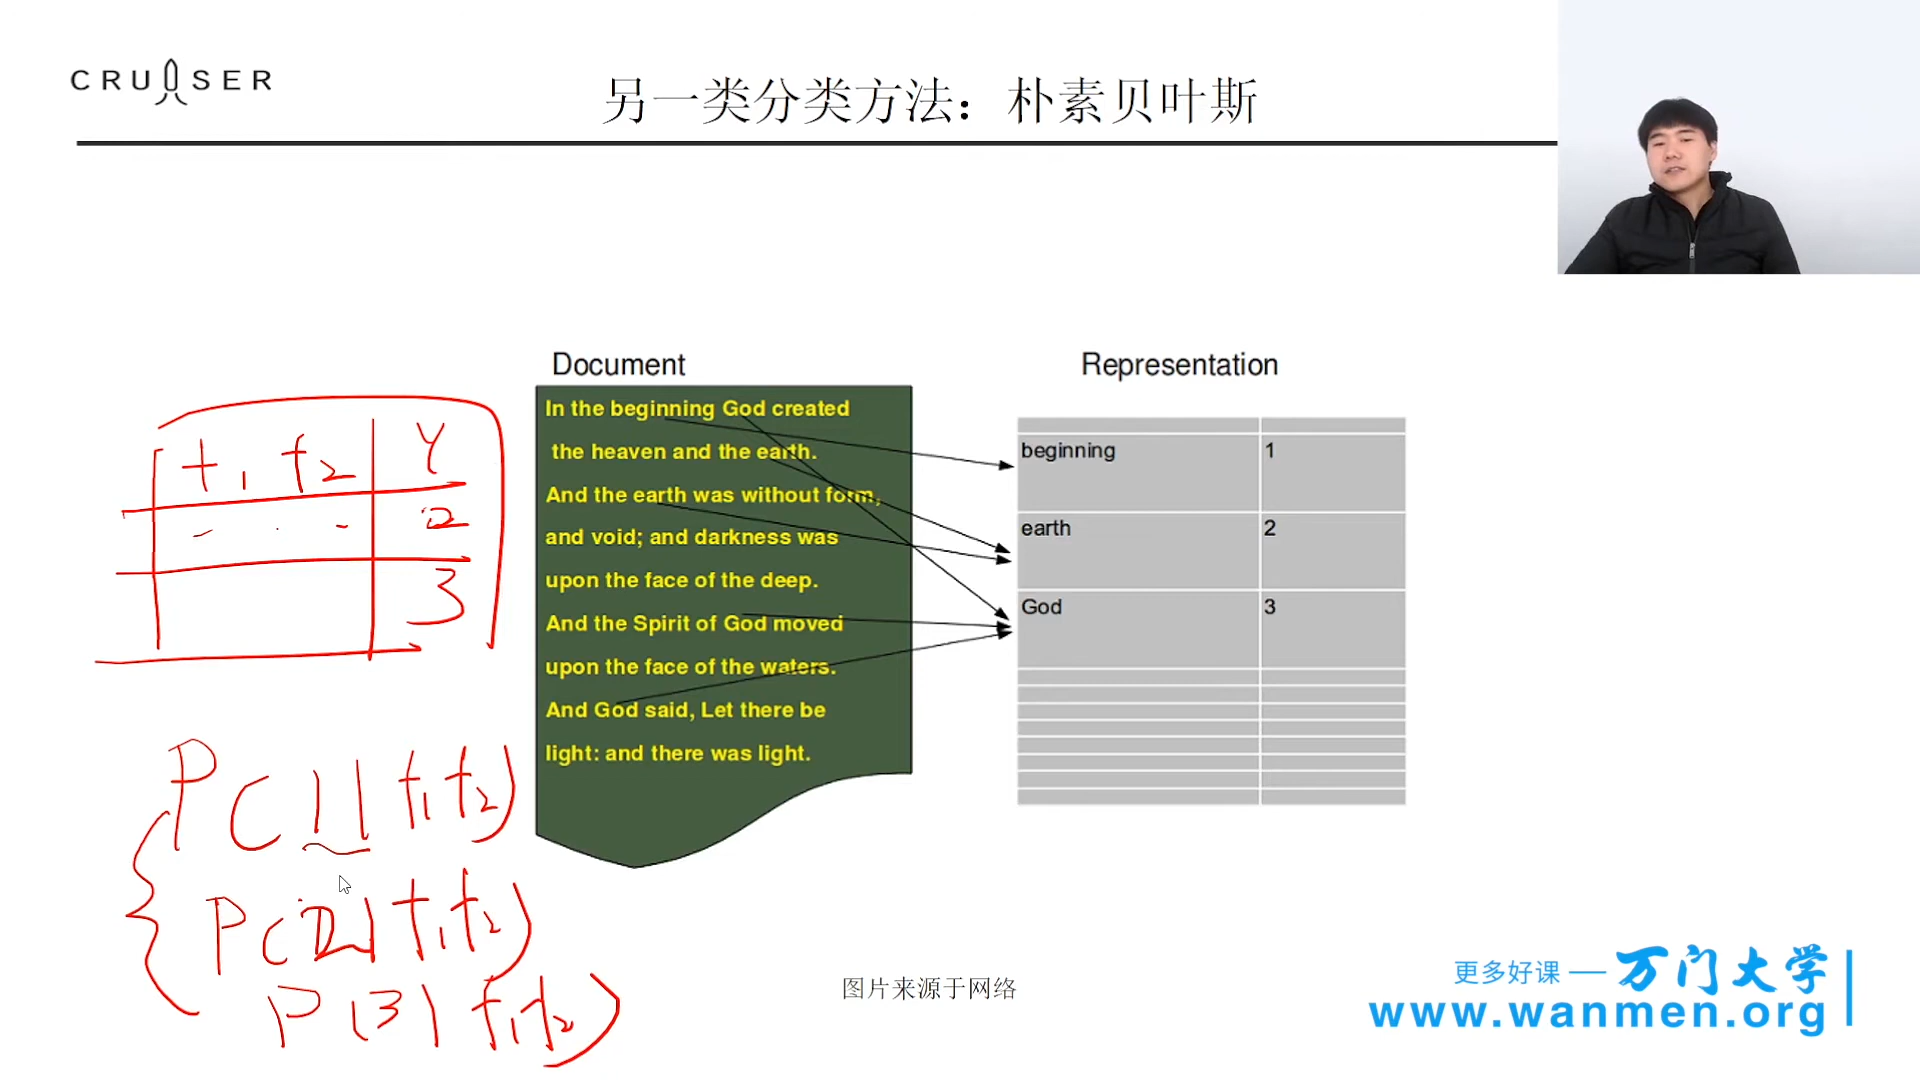 CRUISER
另一类分类方法：朴素贝叶斯
Document
Representation
In the beginning God created
the heaven and the earth.
And the earth was without form,
and void; and darkness was
upon the face of the deep.
And the Spirit of God moved
upon the face of the waters.
And God said, Let there be
light: and there was light.
beginning 1
earth 2
God 3
f1 f2 Y
2
3
P(1|f1f2)
P(2|f1f2)
P(3|f1f2)
图片来源于网络
更多好课 — 万门大学
www.wanmen.org